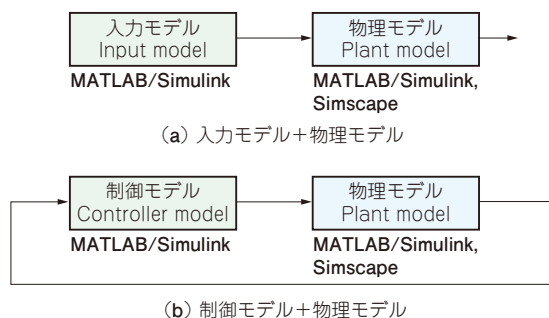 入力モデル
Input model
MATLAB/Simulink
物理モデル
Plant model
MATLAB/Simulink,
Simscape
(a) 入力モデル＋物理モデル
制御モデル
Controller model
MATLAB/Simulink
物理モデル
Plant model
MATLAB/Simulink,
Simscape
(b) 制御モデル＋物理モデル